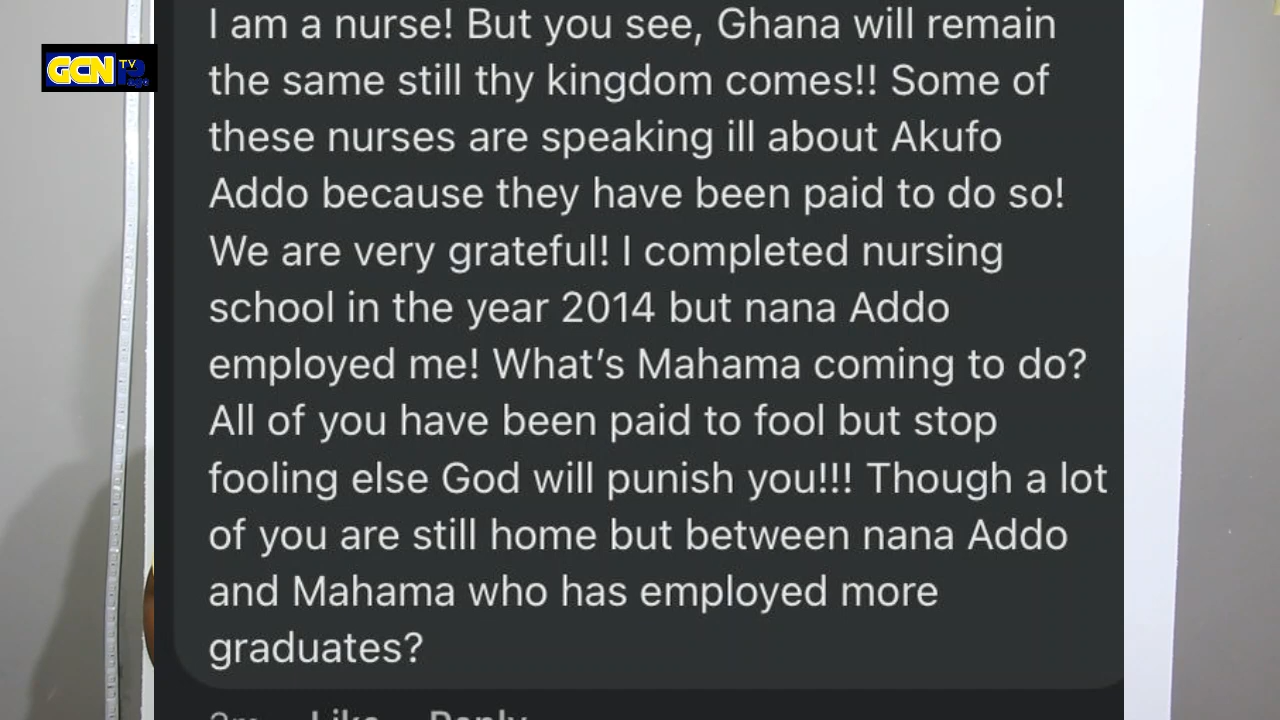 GCN TV
I am a nurse! But you see, Ghana will remain
the same still thy kingdom comes!! Some of
these nurses are speaking ill about Akufo
Addo because they have been paid to do so!
We are very grateful! I completed nursing
school in the year 2014 but nana Addo
employed me! What's Mahama coming to do?
All of you have been paid to fool but stop
fooling else God will punish you!!! Though a lot
of you are still home but between nana Addo
and Mahama who has employed more
graduates?
Like Reply